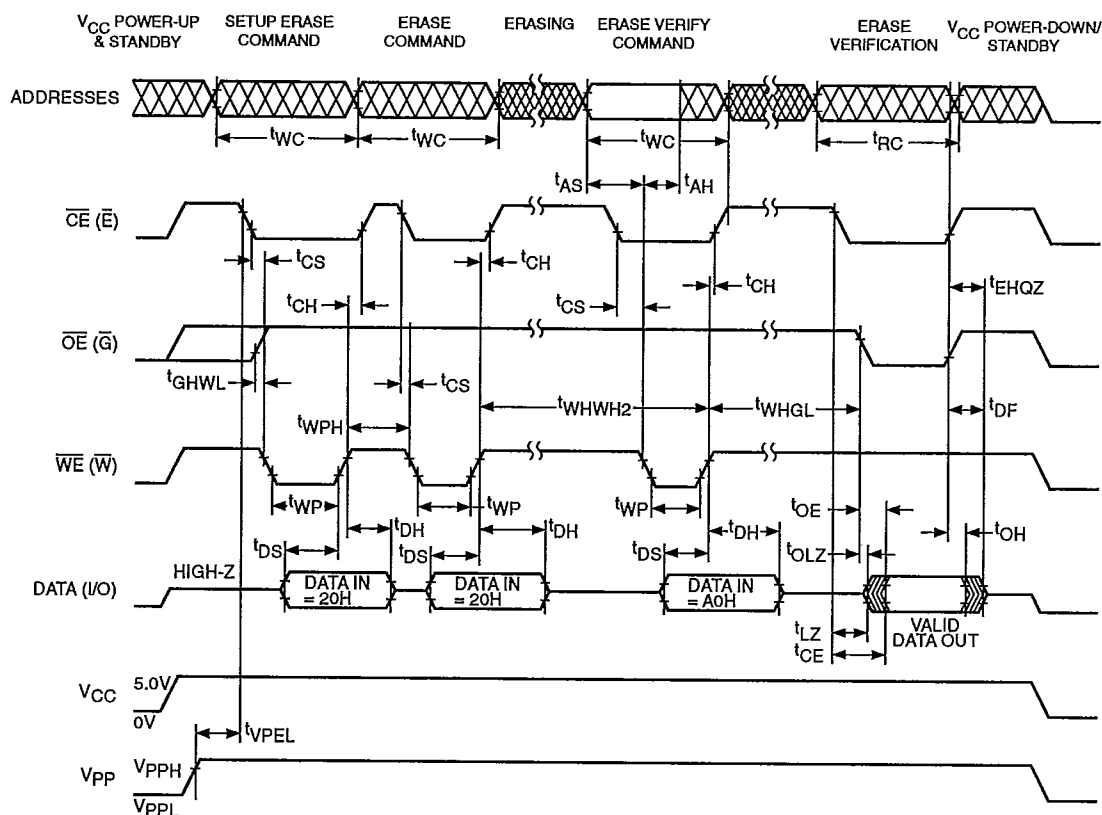 VCC POWER-UP & STANDBY
SETUP ERASE COMMAND
ERASE COMMAND
ERASING
ERASE VERIFY COMMAND
ERASE VERIFICATION
VCC POWER-DOWN/ STANDBY
ADDRESSES
tWC
tWC
tWC
tRC
tAS
tAH
CE (E)
tCS
tCH
tCH
tCS
tCH
tEHQZ
OE (G)
tGHWL
tCS
tWPH
tWHWH2
tWHGL
tDF
WE (W)
tWP
tWP
tWP
tOE
tOH
tDH
tDH
tDH
tDS
tDS
tDS
tOLZ
DATA (I/O)
HIGH-Z
DATA IN = 20H
DATA IN = 20H
DATA IN = A0H
VALID DATA OUT
tLZ
tCE
VCC
5.0V
0V
tVPEL
VPP
VPPH
VPPL